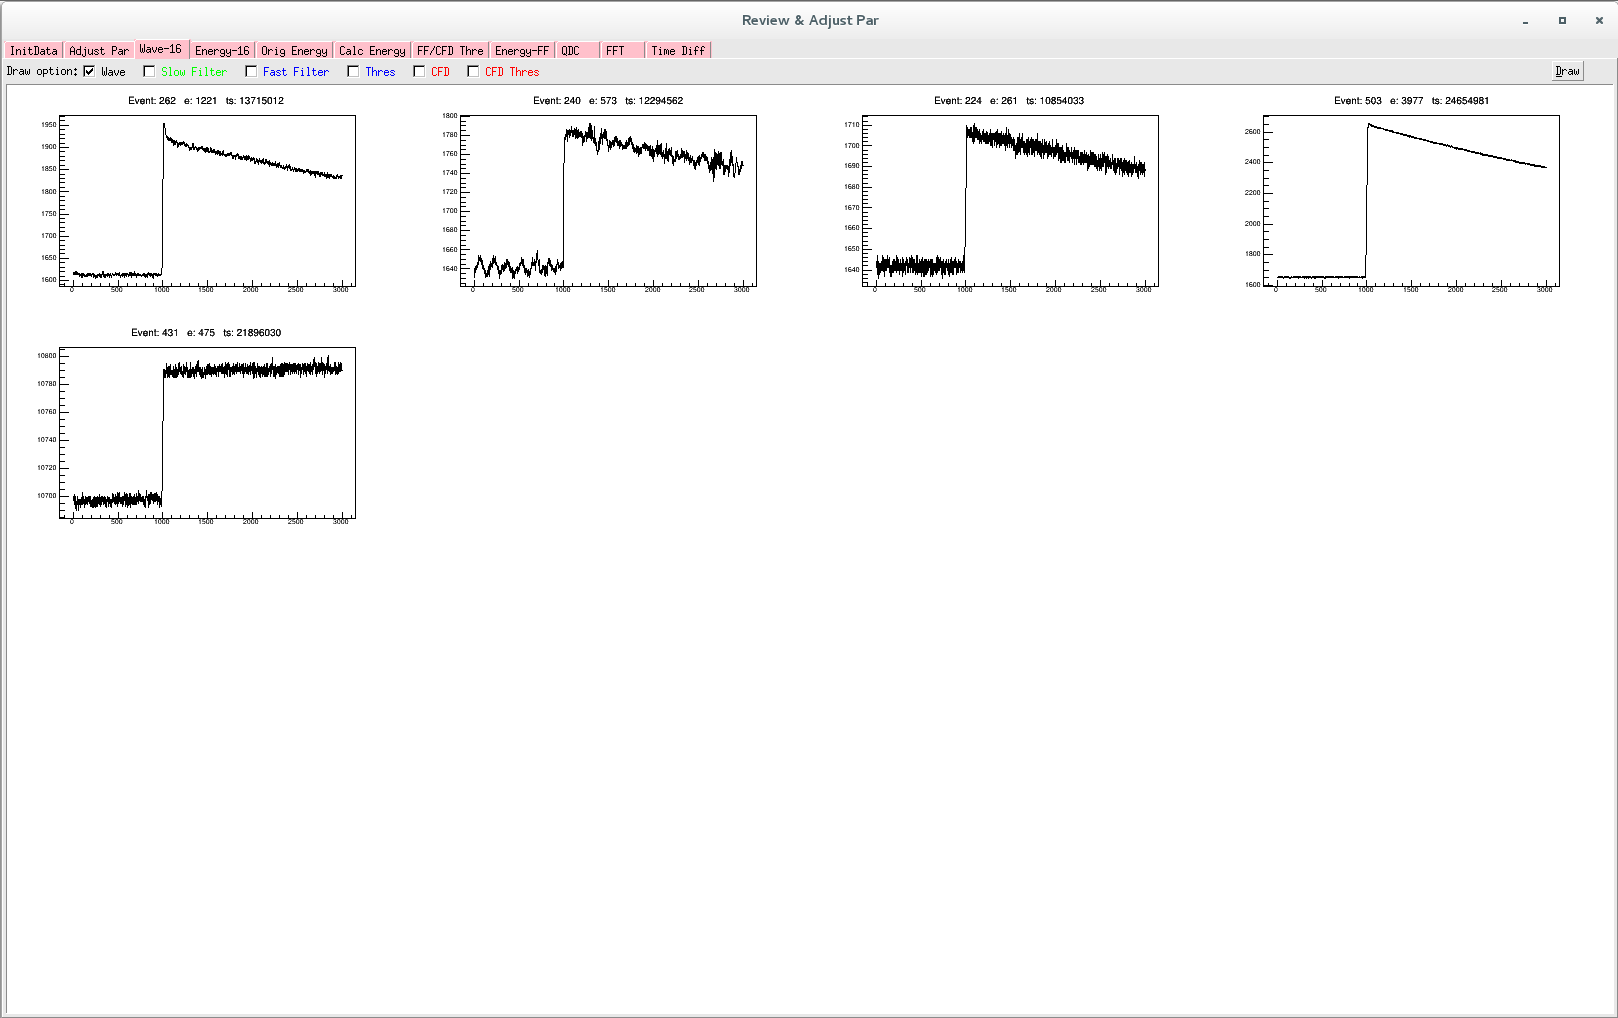 Review & Adjust Par
InitData Adjust Par Wave-16 Energy-16 Orig Energy Calc Energy FF/CFD Thre Energy-FF QDC FFT Time Diff
Draw option: Wave Slow Filter Fast Filter Thres CFD CFD Thres Draw
Event: 262 e: 1221 ts: 13715012
1950
1900
1850
1800
1750
1700
1650
1600
0 500 1000 1500 2000 2500 3000
Event: 240 e: 573 ts: 12294562
1800
1780
1760
1740
1720
1700
1680
1660
1640
0 500 1000 1500 2000 2500 3000
Event: 224 e: 261 ts: 10854033
1710
1700
1690
1680
1670
1660
1650
1640
0 500 1000 1500 2000 2500 3000
Event: 503 e: 3977 ts: 24654981
2600
2400
2200
2000
1800
1600
0 500 1000 1500 2000 2500 3000
Event: 431 e: 475 ts: 21896030
10800
10780
10760
10740
10720
10700
0 500 1000 1500 2000 2500 3000